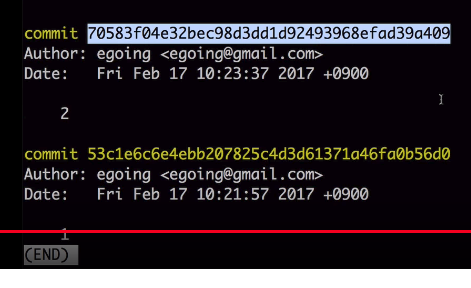 commit 70583f04e32bec98d3dd1d92493968efad39a409
Author: egoing <egoing@gmail.com>
Date:   Fri Feb 17 10:23:37 2017 +0900
2
commit 53c1e6c6e4ebb207825c4d3d61371a46fa0b56d0
Author: egoing <egoing@gmail.com>
Date:   Fri Feb 17 10:21:57 2017 +0900
1
(END)